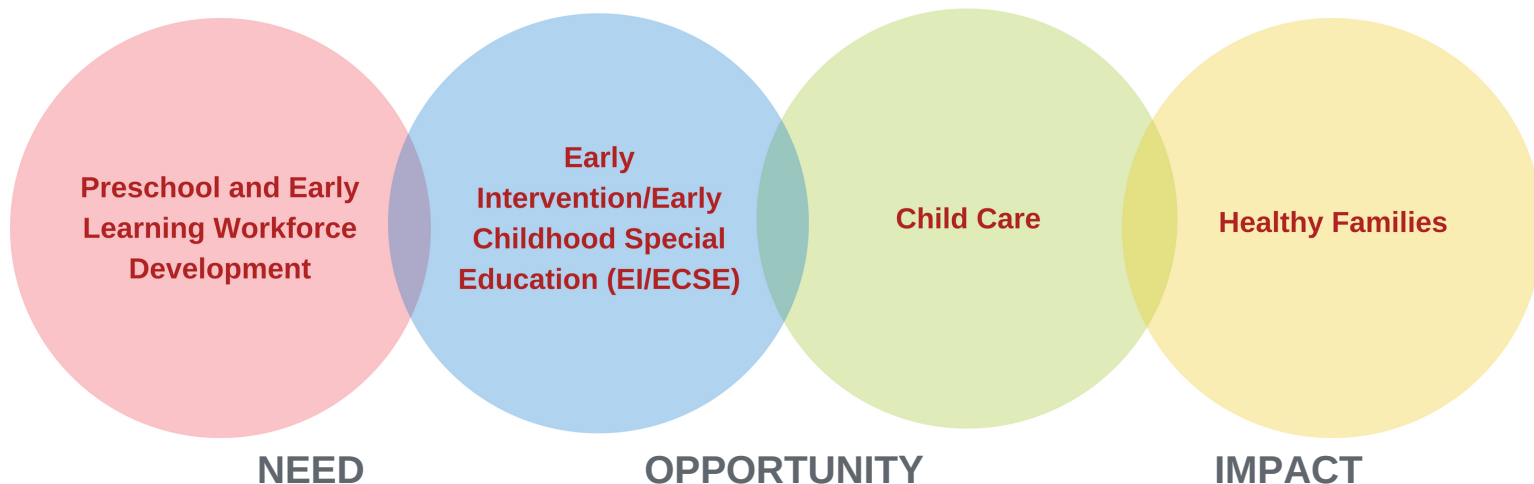 Preschool and Early
Learning Workforce
Development
Early
Intervention/Early
Childhood Special
Education (EI/ECSE)
Child Care
Healthy Families
NEED
OPPORTUNITY
IMPACT